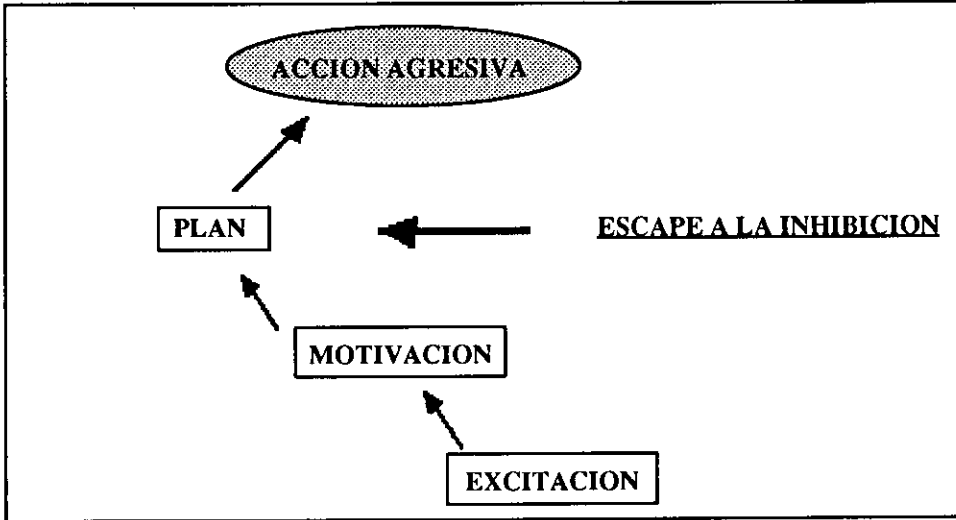 ACCION AGRESIVA
PLAN
ESCAPE A LA INHIBICION
MOTIVACION
EXCITACION